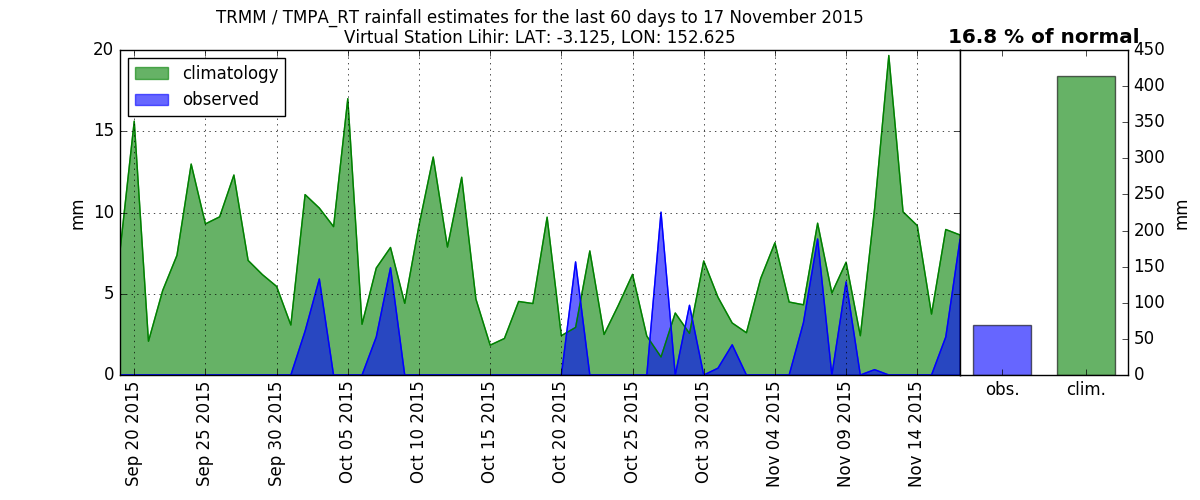 TRMM / TMPA_RT rainfall estimates for the last 60 days to 17 November 2015
Virtual Station Lihir: LAT: -3.125, LON: 152.625
16.8 % of normal
climatology
observed
20
15
10
5
0
mm
Sep 20 2015
Sep 25 2015
Sep 30 2015
Oct 05 2015
Oct 10 2015
Oct 15 2015
Oct 20 2015
Oct 25 2015
Oct 30 2015
Nov 04 2015
Nov 09 2015
Nov 14 2015
450
400
350
300
250
200
150
100
50
0
mm
obs.
clim.